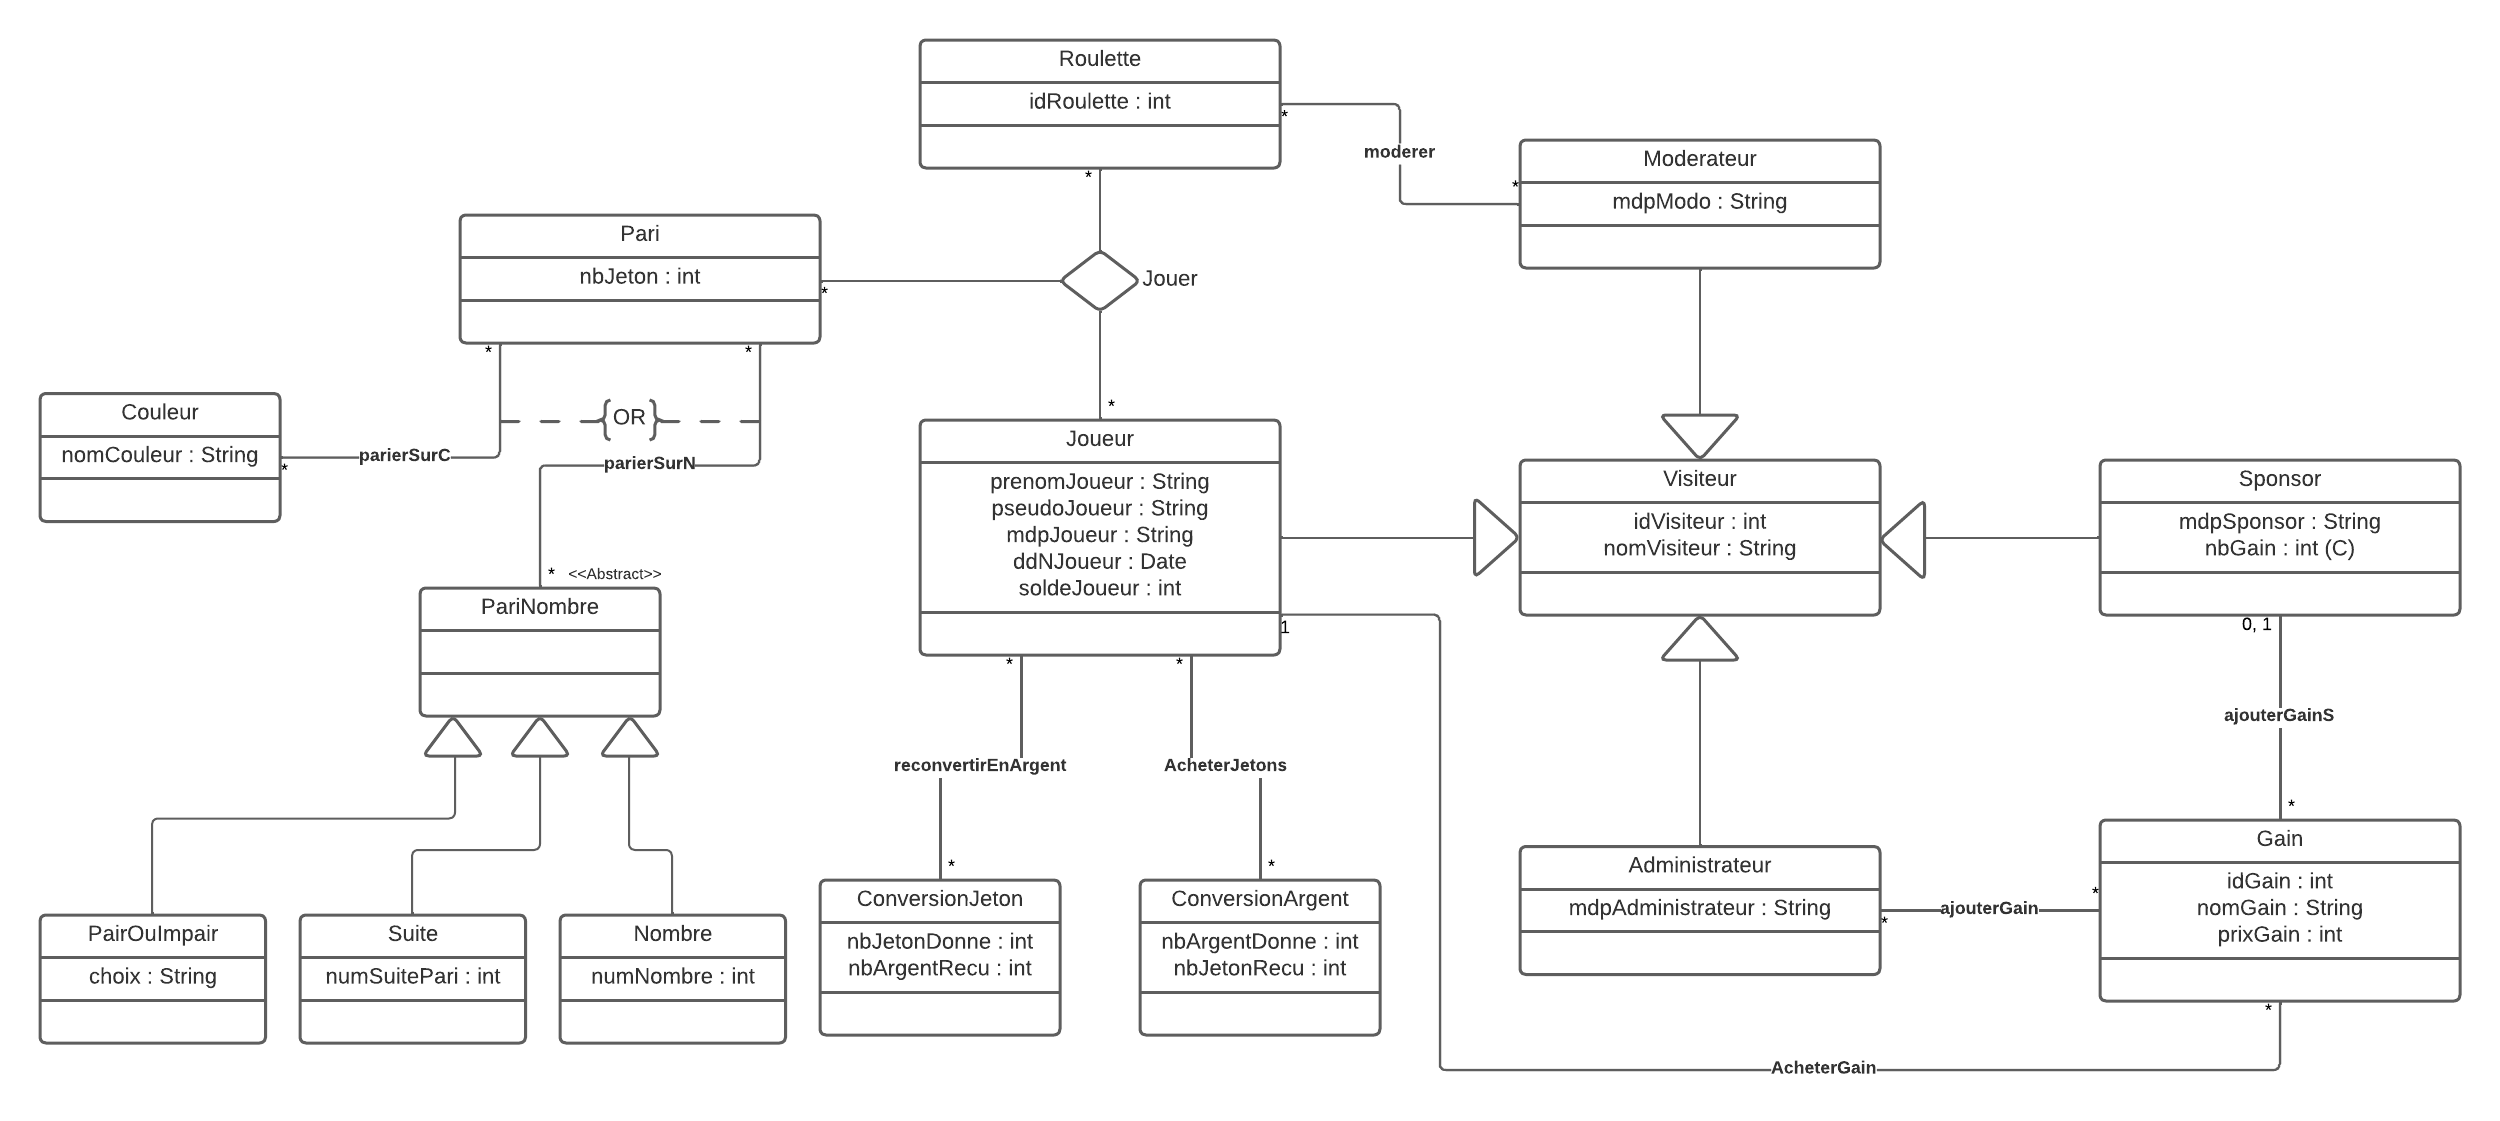 Roulette
idRoulette : int
*
*
moderer
*
Moderateur
mdpModo : String
Pari
nbJeton : int
*
*
*
Jouer
*
Couleur
nomCouleur : String
*
parierSurC
{OR}
parierSurN
* <<Abstract>>
PariNombre
Joueur
prenomJoueur : String
pseudoJoueur : String
mdpJoueur : String
ddNJoueur : Date
soldeJoueur : int
1
*
*
Visiteur
idVisiteur : int
nomVisiteur : String
Sponsor
mdpSponsor : String
nbGain : int (C)
0, 1
ajouterGainS
*
reconvertirEnArgent
AcheterJetons
*
*
PairOuImpair
choix : String
Suite
numSuitePari : int
Nombre
numNombre : int
ConversionJeton
nbJetonDonne : int
nbArgentRecu : int
ConversionArgent
nbArgentDonne : int
nbJetonRecu : int
Administrateur
mdpAdministrateur : String
*
ajouterGain
*
Gain
idGain : int
nomGain : String
prixGain : int
*
AcheterGain